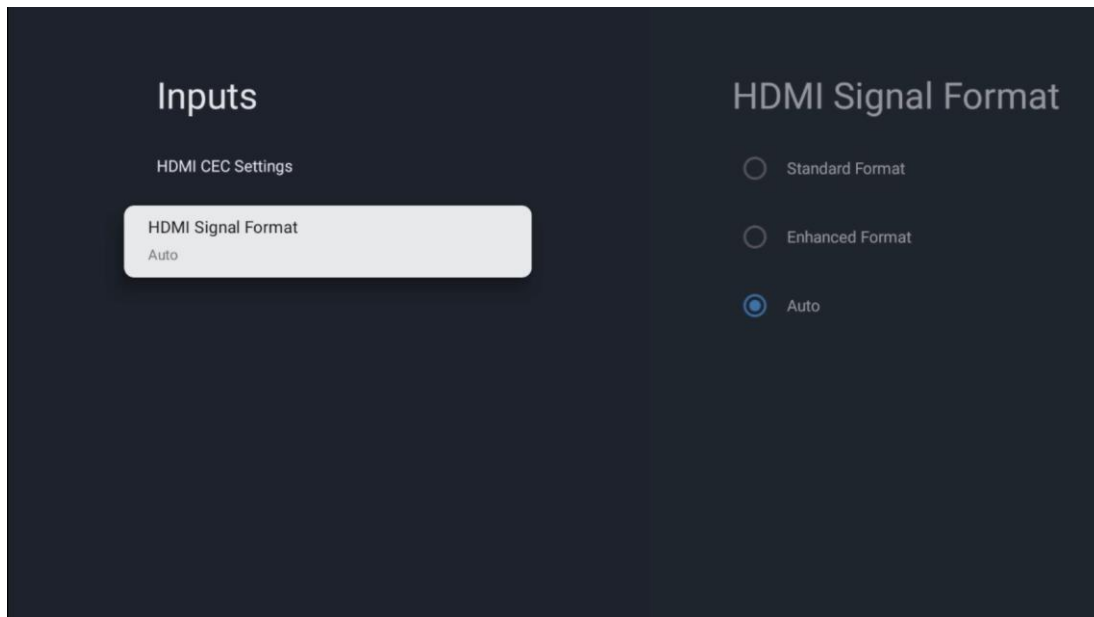 Inputs
HDMI CEC Settings
HDMI Signal Format
Auto
HDMI Signal Format
Standard Format
Enhanced Format
Auto